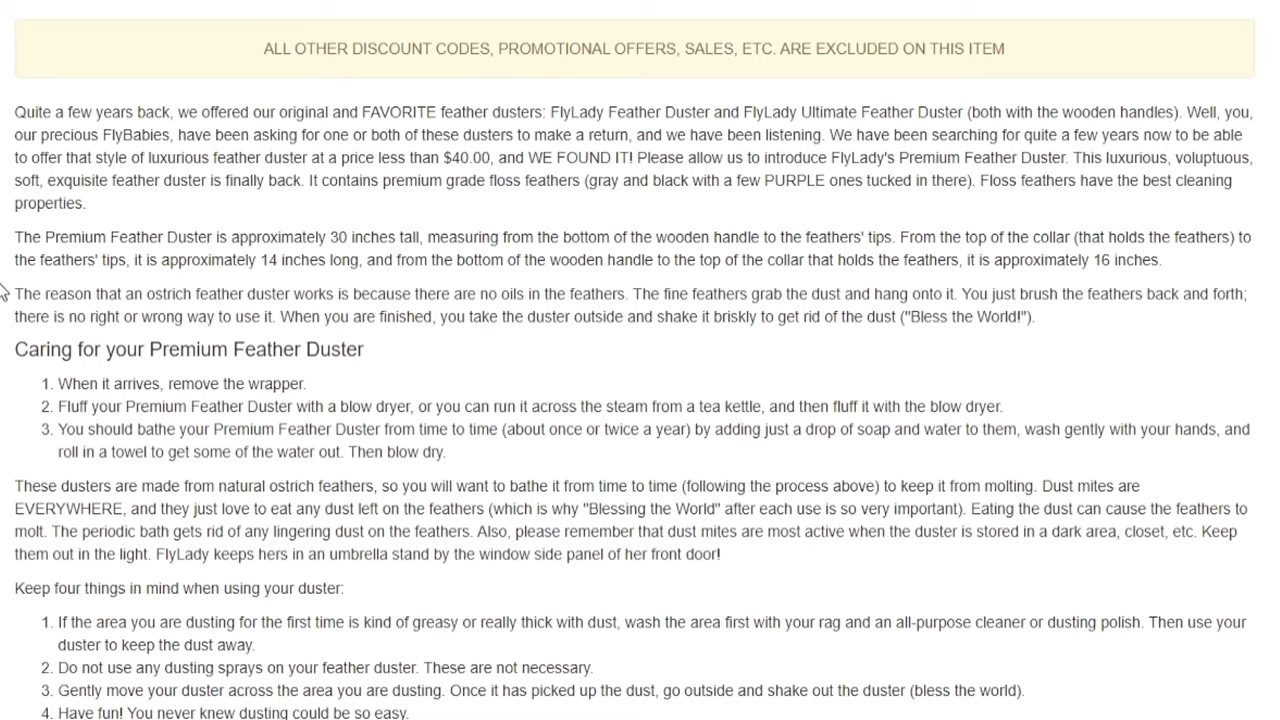 ALL OTHER DISCOUNT CODES, PROMOTIONAL OFFERS, SALES, ETC. ARE EXCLUDED ON THIS ITEM
Quite a few years back, we offered our original and FAVORITE feather dusters: FlyLady Feather Duster and FlyLady Ultimate Feather Duster (both with the wooden handles). Well, you,
our precious FlyBabies, have been asking for one or both of these dusters to make a return, and we have been listening. We have been searching for quite a few years now to be able
to offer that style of luxurious feather duster at a price less than $40.00, and WE FOUND IT! Please allow us to introduce FlyLady's Premium Feather Duster. This luxurious, voluptuous,
soft, exquisite feather duster is finally back. It contains premium grade floss feathers (gray and black with a few PURPLE ones tucked in there). Floss feathers have the best cleaning
properties.
The Premium Feather Duster is approximately 30 inches tall, measuring from the bottom of the wooden handle to the feathers' tips. From the top of the collar (that holds the feathers) to
the feathers' tips, it is approximately 14 inches long, and from the bottom of the wooden handle to the top of the collar that holds the feathers, it is approximately 16 inches.
The reason that an ostrich feather duster works is because there are no oils in the feathers. The fine feathers grab the dust and hang onto it. You just brush the feathers back and forth;
there is no right or wrong way to use it. When you are finished, you take the duster outside and shake it briskly to get rid of the dust ("Bless the World!").
Caring for your Premium Feather Duster
1. When it arrives, remove the wrapper.
2. Fluff your Premium Feather Duster with a blow dryer, or you can run it across the steam from a tea kettle, and then fluff it with the blow dryer.
3. You should bathe your Premium Feather Duster from time to time (about once or twice a year) by adding just a drop of soap and water to them, wash gently with your hands, and
roll in a towel to get some of the water out. Then blow dry.
These dusters are made from natural ostrich feathers, so you will want to bathe it from time to time (following the process above) to keep it from molting. Dust mites are
EVERYWHERE, and they just love to eat any dust left on the feathers (which is why "Blessing the World" after each use is so very important). Eating the dust can cause the feathers to
molt. The periodic bath gets rid of any lingering dust on the feathers. Also, please remember that dust mites are most active when the duster is stored in a dark area, closet, etc. Keep
them out in the light. FlyLady keeps hers in an umbrella stand by the window side panel of her front door!
Keep four things in mind when using your duster:
1. If the area you are dusting for the first time is kind of greasy or really thick with dust, wash the area first with your rag and an all-purpose cleaner or dusting polish. Then use your
duster to keep the dust away.
2. Do not use any dusting sprays on your feather duster. These are not necessary.
3. Gently move your duster across the area you are dusting. Once it has picked up the dust, go outside and shake out the duster (bless the world).
4. Have fun! You never knew dusting could be so easy.